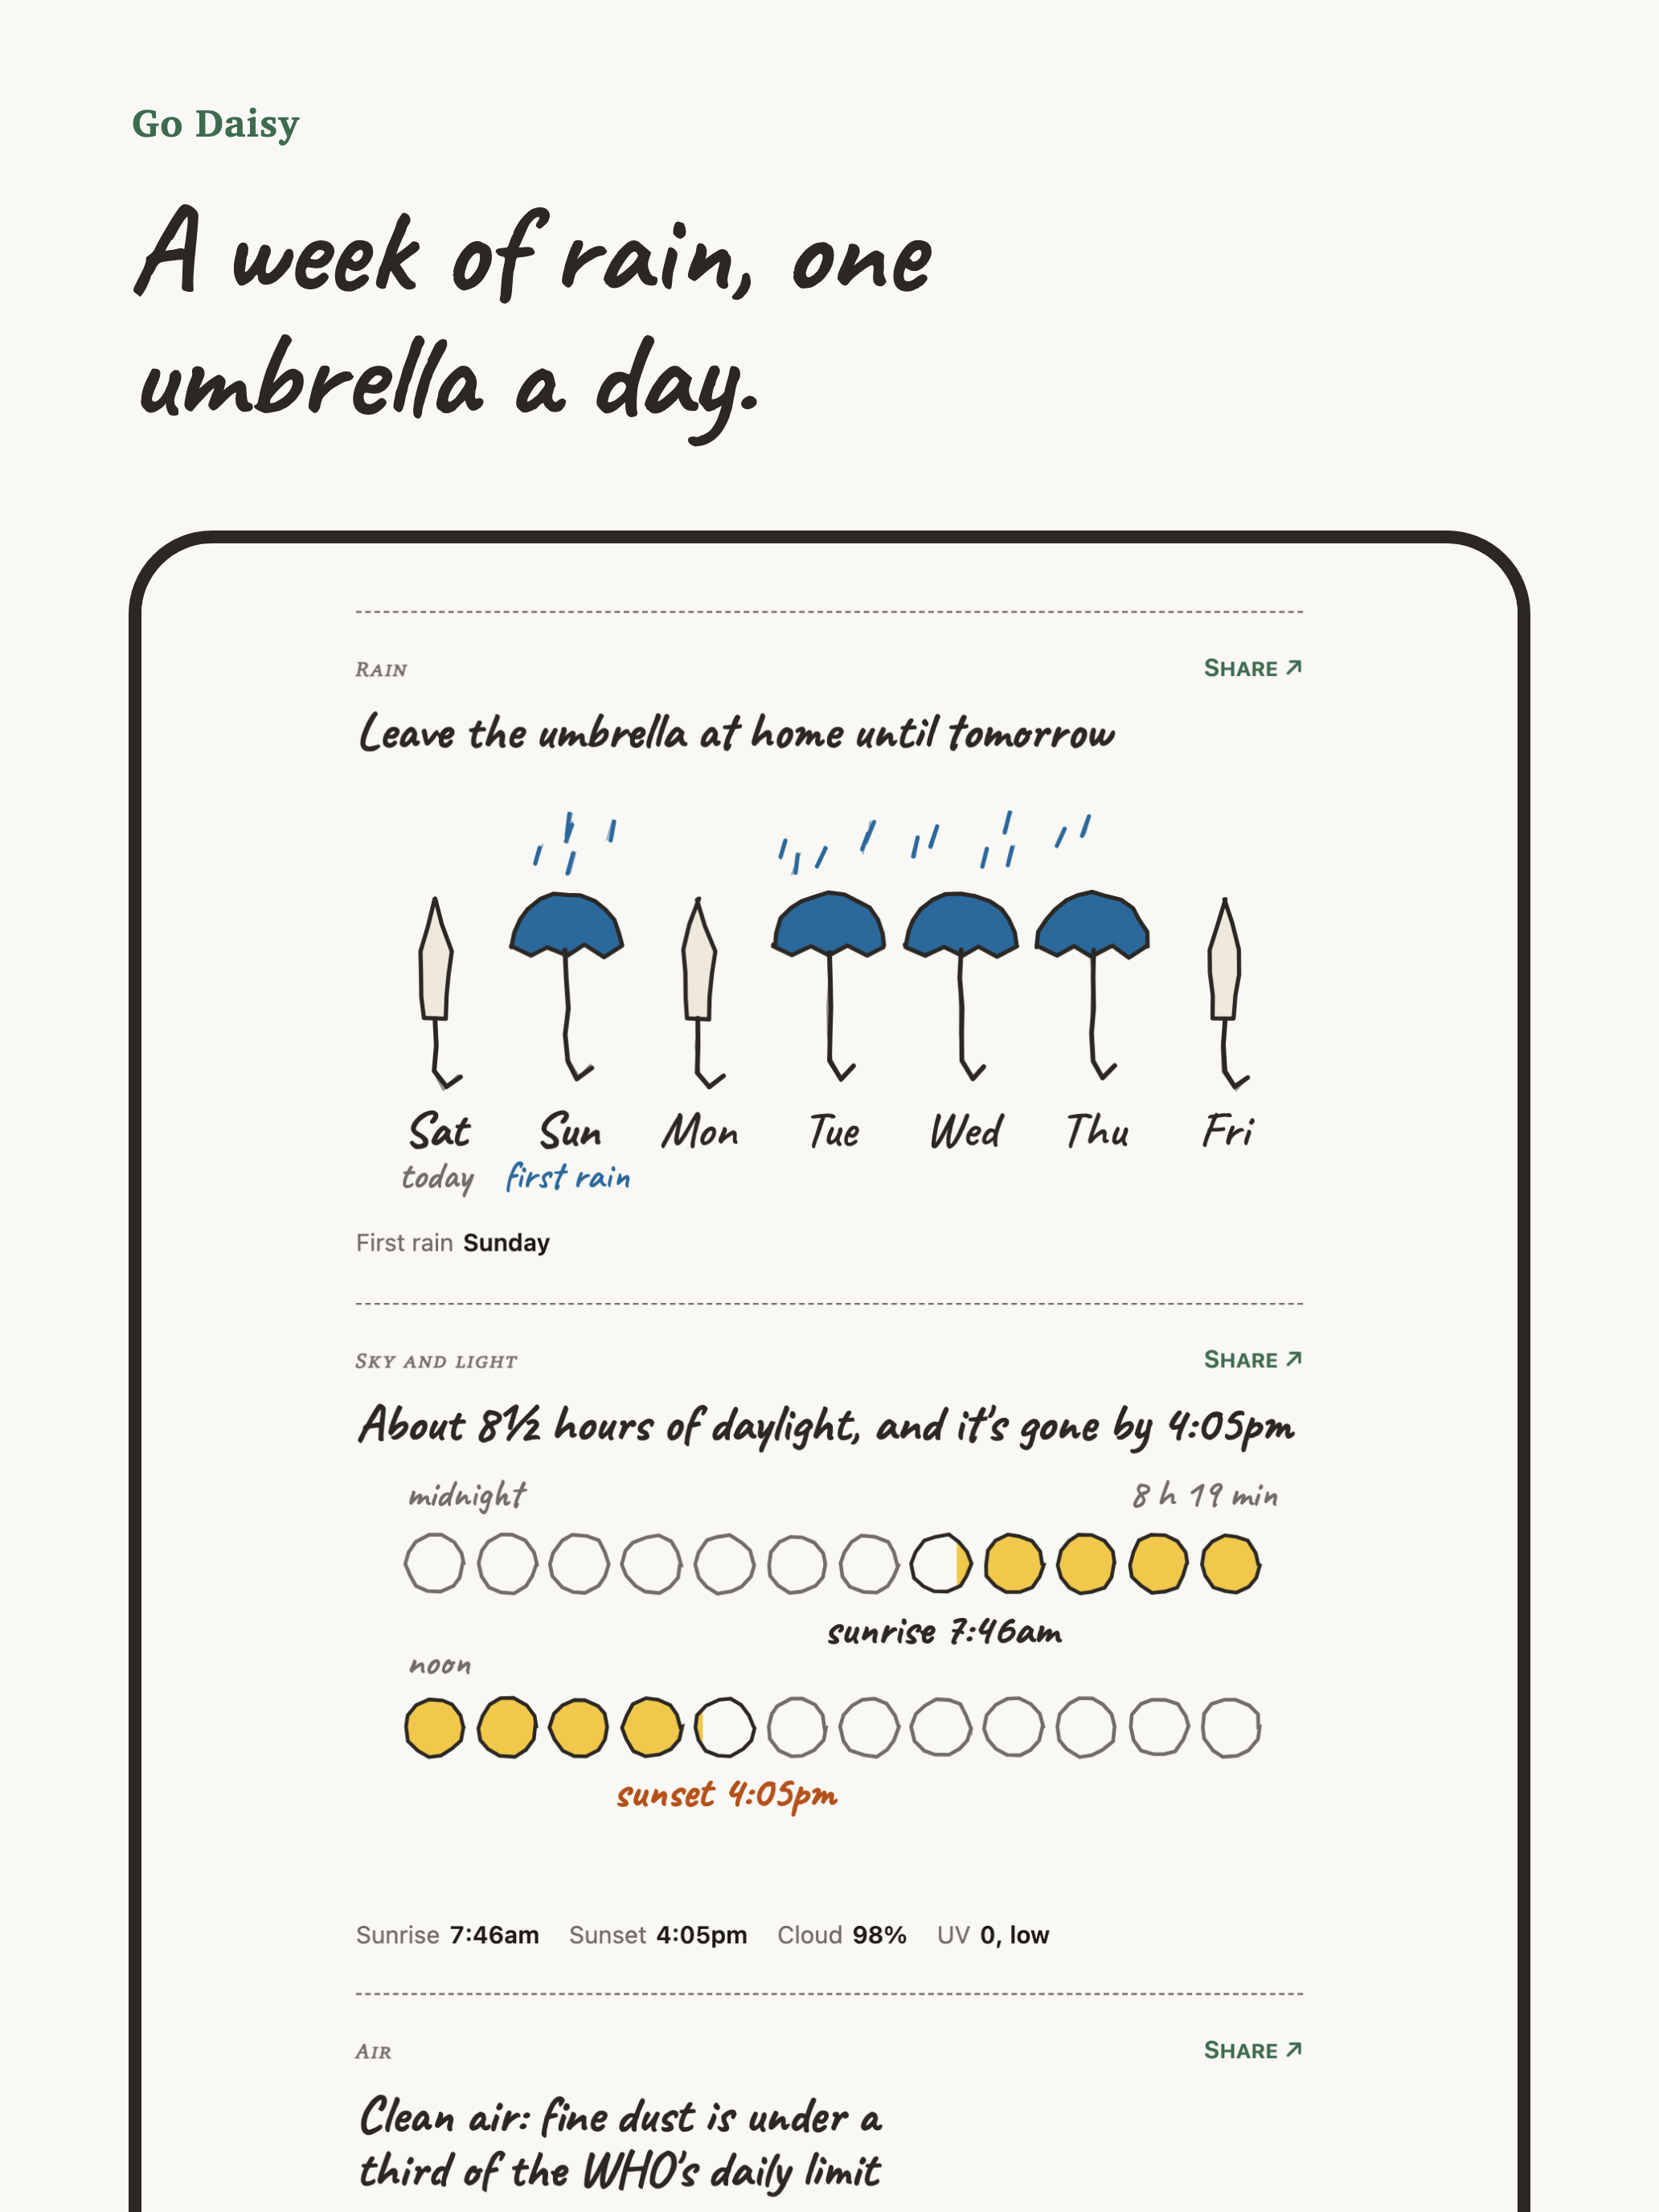 Go Daisy
A week of rain, one
umbrella a day.
RAIN
SHARE ↗
Leave the umbrella at home until tomorrow
Sat Sun Mon Tue Wed Thu Fri
today first rain
First rain Sunday
SKY AND LIGHT
SHARE ↗
About 8½ hours of daylight, and it's gone by 4:05pm
midnight 8 h 19 min
sunrise 7:46am
noon
sunset 4:05pm
Sunrise 7:46am Sunset 4:05pm Cloud 98% UV 0, low
AIR
SHARE ↗
Clean air: fine dust is under a
third of the WHO's daily limit